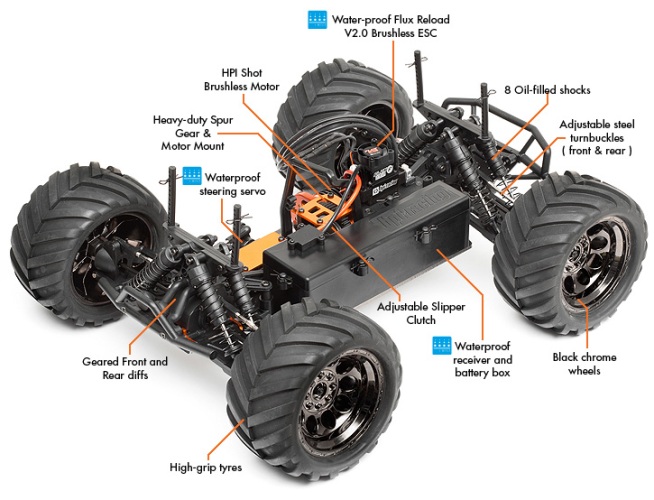 Water-proof Flux Reload
V2.0 Brushless ESC
HPI Shot
Brushless Motor
8 Oil-filled shocks
Heavy-duty Spur
Gear &
Motor Mount
Adjustable steel
turnbuckles
( front & rear )
Waterproof
steering servo
Adjustable Slipper
Clutch
Geared Front and
Rear diffs
Waterproof
receiver and
battery box
Black chrome
wheels
High-grip tyres